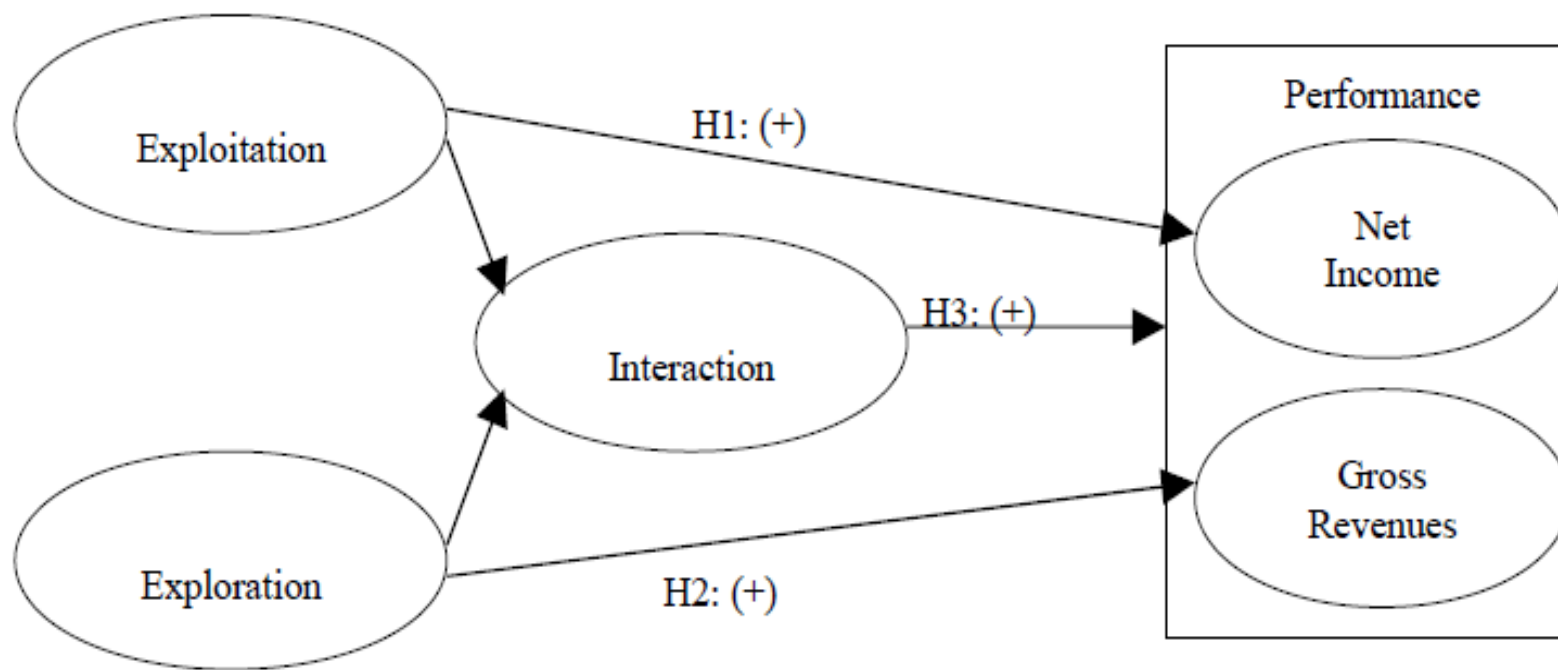 Performance
H1: (+)
Exploitation
Net
Income
H3: (+)
Interaction
Gross
Revenues
Exploration
H2: (+)